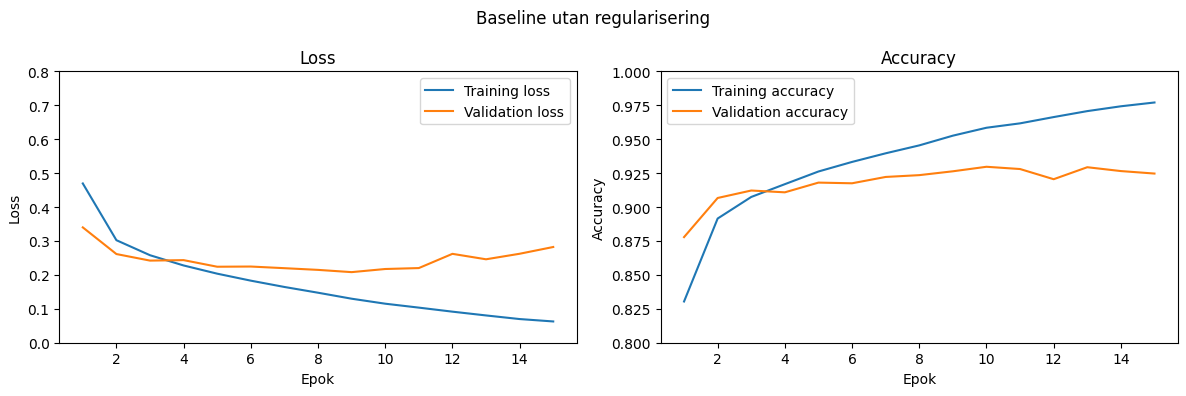 Baseline utan regularisering
Loss
Training loss
Validation loss
Loss
0.8
0.7
0.6
0.5
0.4
0.3
0.2
0.1
0.0
2 4 6 8 10 12 14
Epok
Accuracy
Training accuracy
Validation accuracy
Accuracy
1.000
0.975
0.950
0.925
0.900
0.875
0.850
0.825
0.800
2 4 6 8 10 12 14
Epok